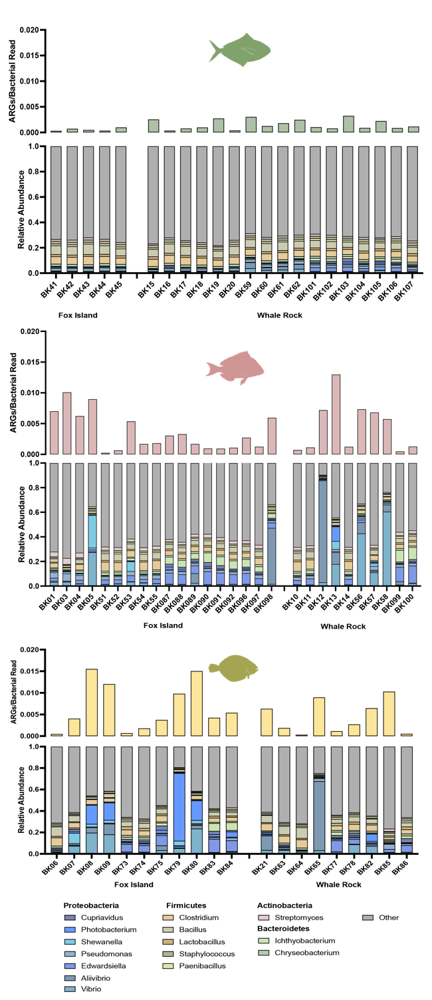 0.020
0.015
0.010
0.005
0.000
ARGs/Bacterial Read
1.0
0.8
0.6
0.4
0.2
0.0
Relative Abundance
BK41 BK42 BK43 BK44 BK45 BK15 BK16 BK17 BK18 BK19 BK20 BK59 BK60 BK61 BK62 BK101 BK102 BK103 BK104 BK105 BK106 BK107
Fox Island Whale Rock
0.020
0.015
0.010
0.005
0.000
ARGs/Bacterial Read
1.0
0.8
0.6
0.4
0.2
0.0
Relative Abundance
BK01 BK03 BK04 BK05 BK51 BK52 BK53 BK54 BK55 BK087 BK088 BK089 BK090 BK091 BK092 BK096 BK097 BK098 BK10 BK11 BK12 BK13 BK14 BK56 BK57 BK58 BK099 BK100
Fox Island Whale Rock
0.020
0.015
0.010
0.005
0.000
ARGs/Bacterial Read
1.0
0.8
0.6
0.4
0.2
0.0
Relative Abundance
BK06 BK07 BK08 BK09 BK73 BK74 BK75 BK79 BK80 BK83 BK84 BK21 BK63 BK64 BK65 BK77 BK78 BK82 BK85 BK86
Fox Island Whale Rock
Proteobacteria
Cupriavidus
Photobacterium
Shewanella
Pseudomonas
Edwardsiella
Aliivibrio
Vibrio
Firmicutes
Clostridium
Bacillus
Lactobacillus
Staphylococcus
Paenibacillus
Actinobacteria
Streptomyces
Bacteroidetes
Ichthyobacterium
Chryseobacterium
Other